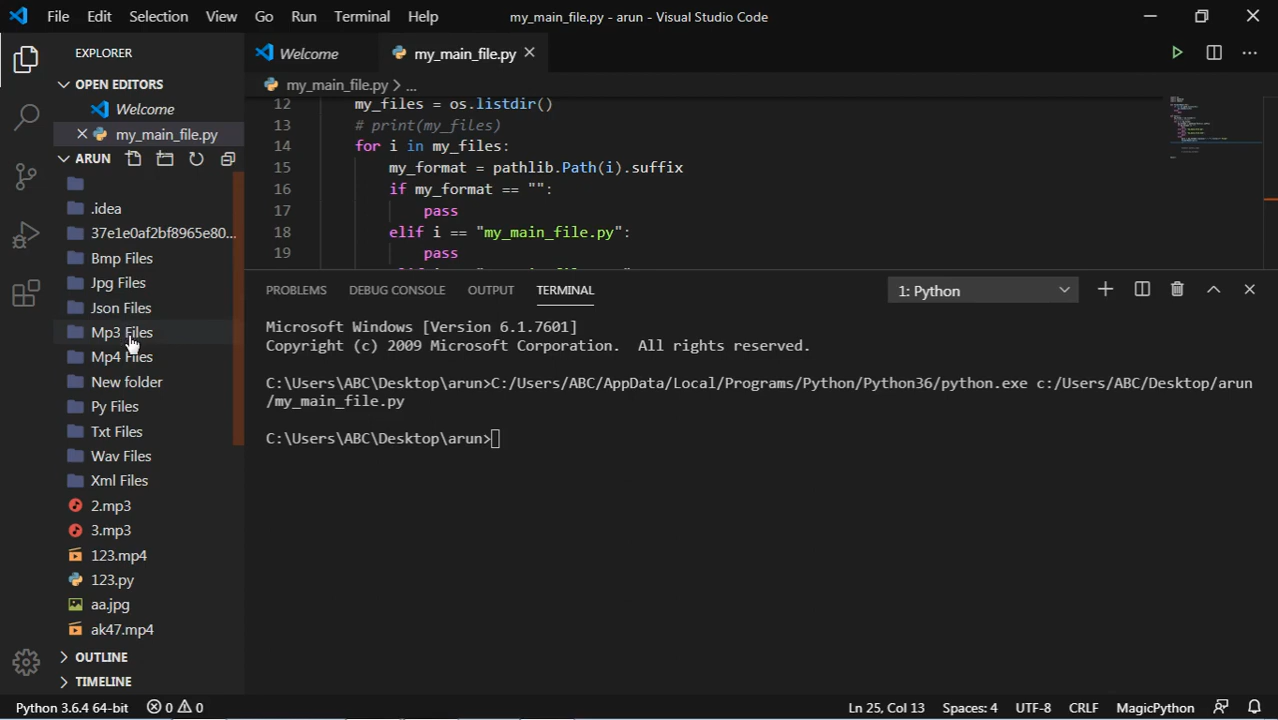 File Edit Selection View Go Run Terminal Help my_main_file.py - arun - Visual Studio Code
EXPLORER
OPEN EDITORS
Welcome
my_main_file.py
ARUN
.idea
37e1e0af2bf8965e80...
Bmp Files
Jpg Files
Json Files
Mp3 Files
Mp4 Files
New folder
Py Files
Txt Files
Wav Files
Xml Files
2.mp3
3.mp3
123.mp4
123.py
aa.jpg
ak47.mp4
OUTLINE
TIMELINE
Welcome my_main_file.py
my_main_file.py > ...
12 my_files = os.listdir()
13 # print(my_files)
14 for i in my_files:
15 my_format = pathlib.Path(i).suffix
16 if my_format == "":
17 pass
18 elif i == "my_main_file.py":
19 pass
PROBLEMS DEBUG CONSOLE OUTPUT TERMINAL 1: Python
Microsoft Windows [Version 6.1.7601]
Copyright (c) 2009 Microsoft Corporation. All rights reserved.
C:\Users\ABC\Desktop\arun>C:/Users/ABC/AppData/Local/Programs/Python/Python36/python.exe c:/Users/ABC/Desktop/arun
/my_main_file.py
C:\Users\ABC\Desktop\arun>
Python 3.6.4 64-bit 0 0 Ln 25, Col 13 Spaces: 4 UTF-8 CRLF MagicPython